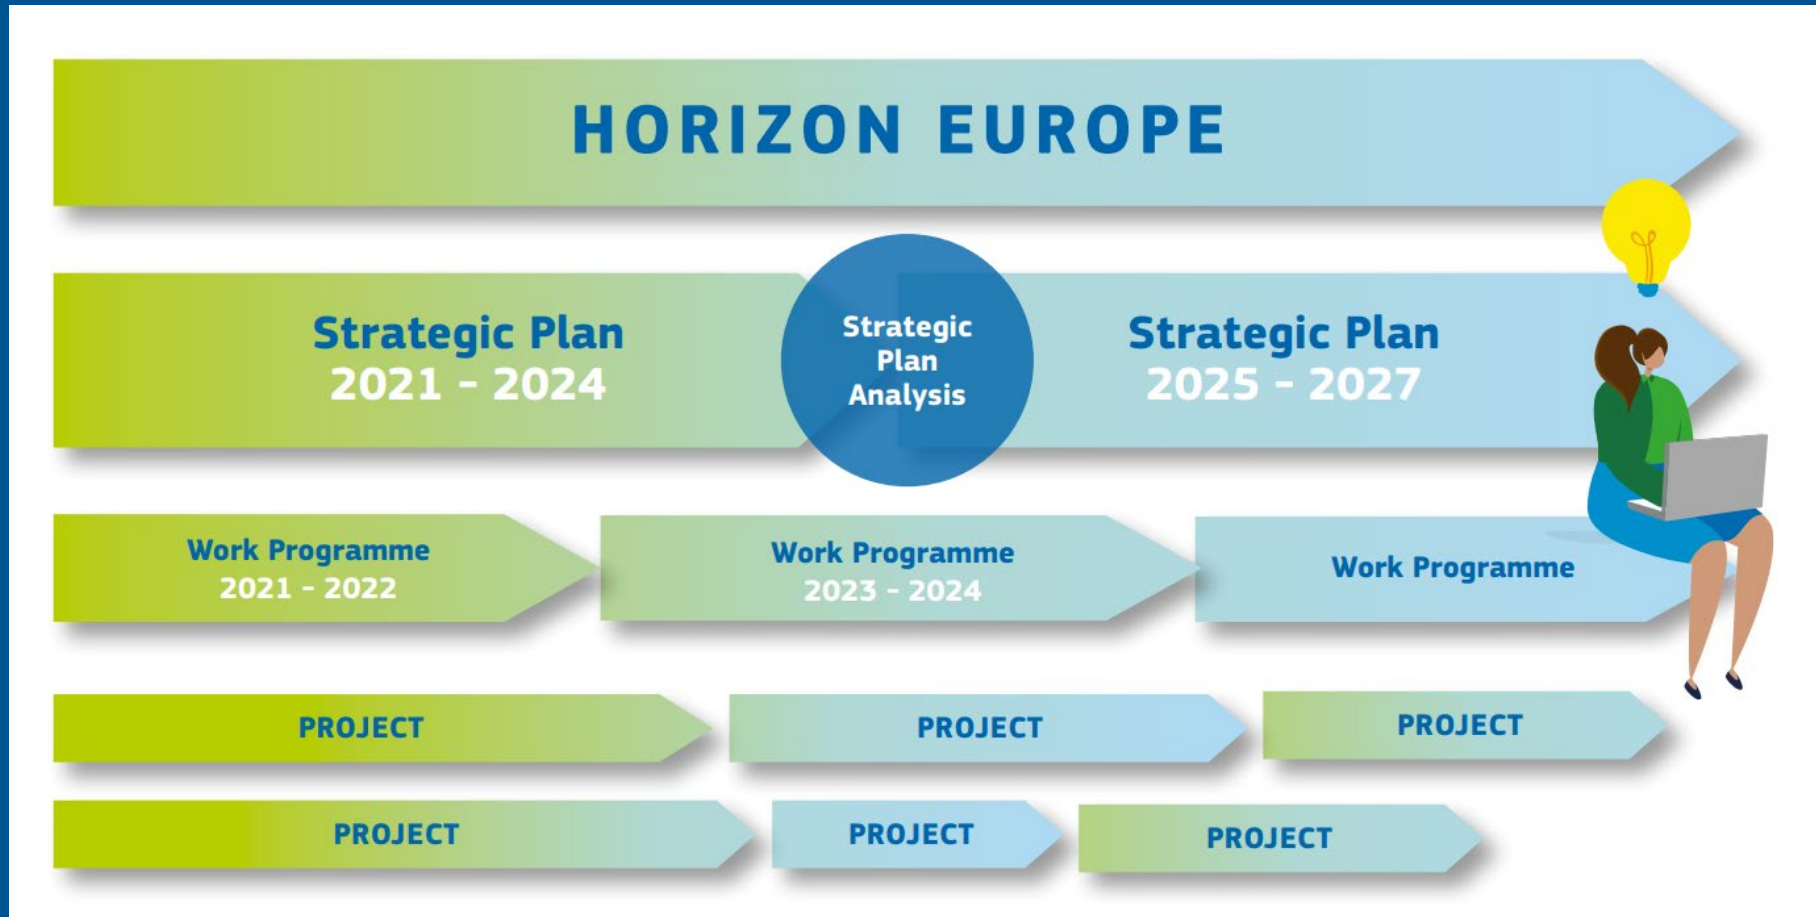 HORIZON EUROPE
Strategic Plan
2021 - 2024
Strategic
Plan
Analysis
Strategic Plan
2025 - 2027
Work Programme
2021 - 2022
Work Programme
2023 - 2024
Work Programme
PROJECT
PROJECT
PROJECT
PROJECT
PROJECT
PROJECT